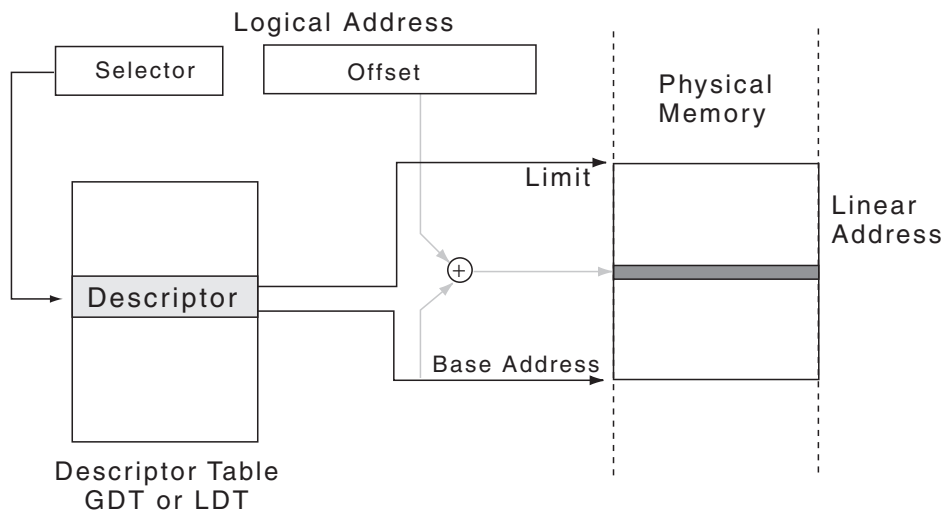 Logical Address
Selector
Offset
Physical
Memory
Limit
Linear
Address
+
Descriptor
Base Address
Descriptor Table
GDT or LDT